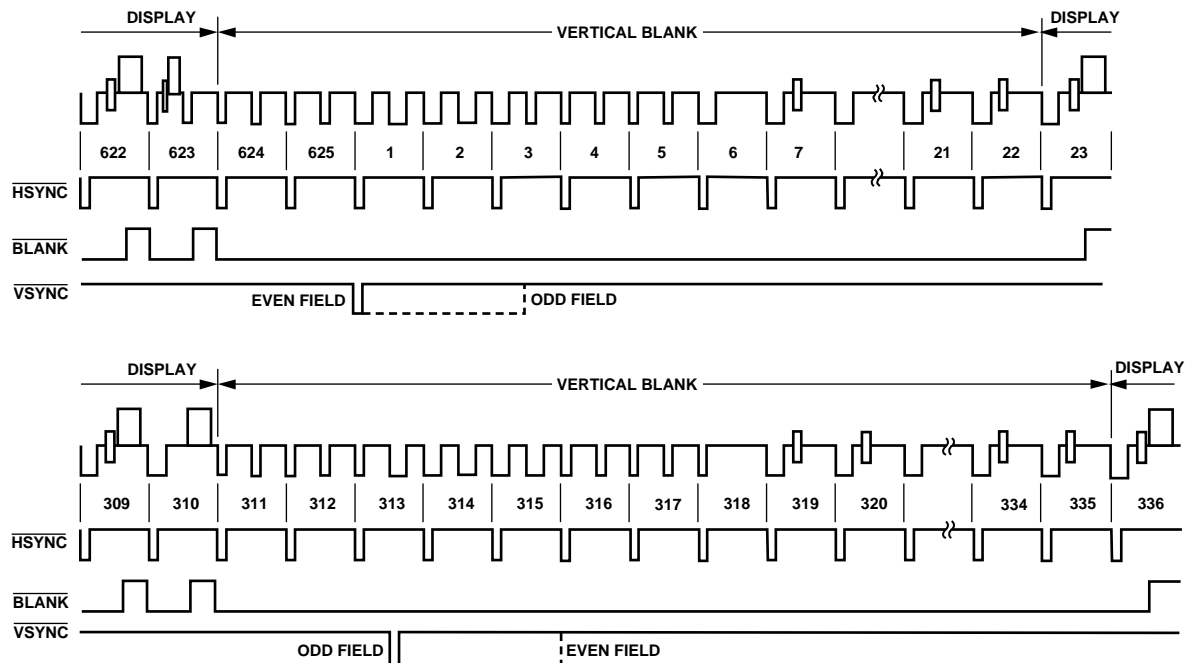 DISPLAY VERTICAL BLANK DISPLAY
622 623 624 625 1 2 3 4 5 6 7 21 22 23
HSYNC
BLANK
VSYNC
EVEN FIELD ODD FIELD
DISPLAY VERTICAL BLANK DISPLAY
309 310 311 312 313 314 315 316 317 318 319 320 334 335 336
HSYNC
BLANK
VSYNC
ODD FIELD EVEN FIELD